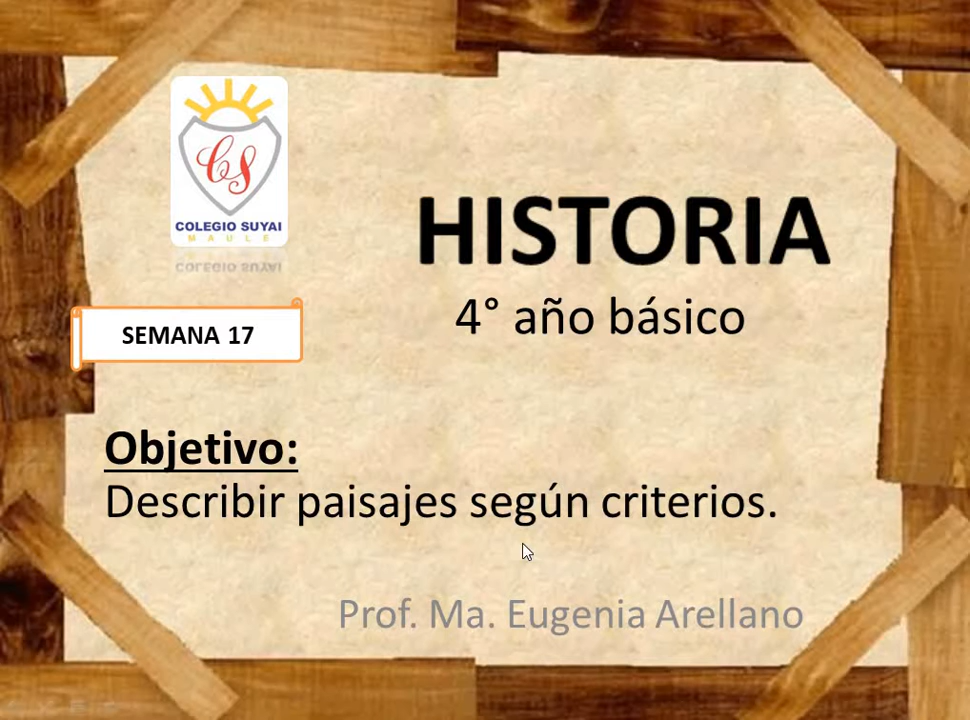 COLEGIO SUYAI
MAULE
HISTORIA
4° año básico
SEMANA 17
Objetivo:
Describir paisajes según criterios.
Prof. Ma. Eugenia Arellano